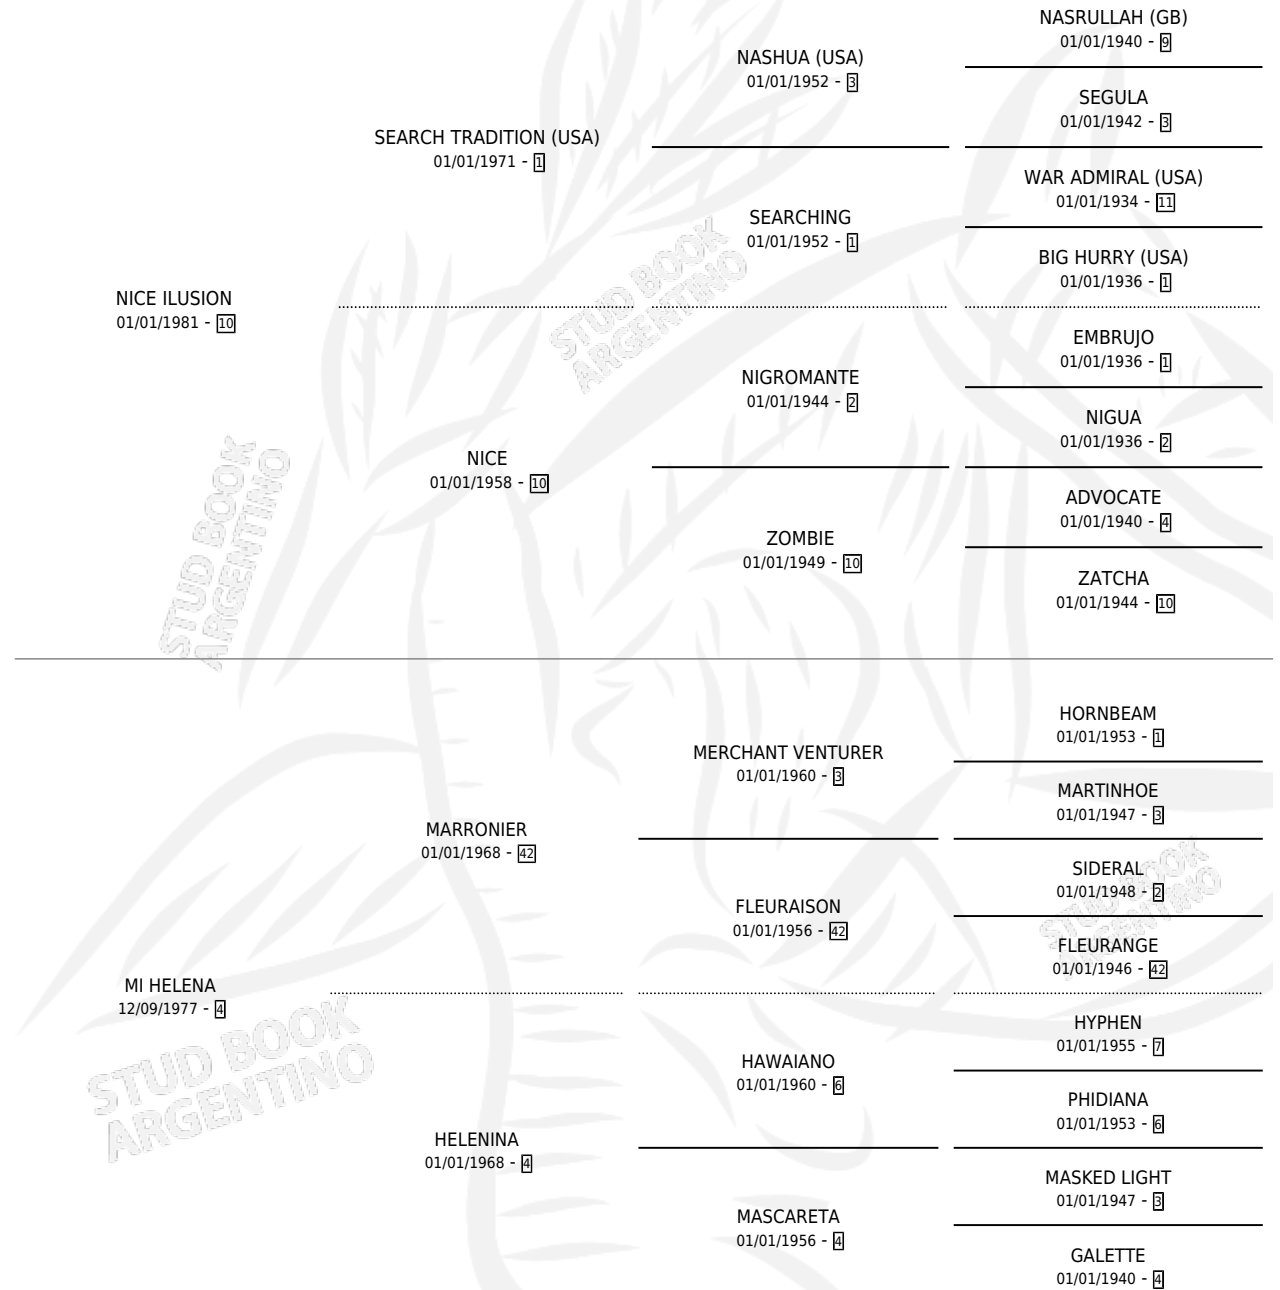 NASRULLAH (GB)
01/01/1940 - 9
NASHUA (USA)
01/01/1952 - 3
SEGULA
01/01/1942 - 3
SEARCH TRADITION (USA)
01/01/1971 - 1
WAR ADMIRAL (USA)
01/01/1934 - 11
SEARCHING
01/01/1952 - 1
BIG HURRY (USA)
01/01/1936 - 1
NICE ILUSION
01/01/1981 - 10
EMBRUJO
01/01/1936 - 1
NIGROMANTE
01/01/1944 - 2
NIGUA
01/01/1936 - 2
NICE
01/01/1958 - 10
ADVOCATE
01/01/1940 - 4
ZOMBIE
01/01/1949 - 10
ZATCHA
01/01/1944 - 10
HORNBEAM
01/01/1953 - 1
MERCHANT VENTURER
01/01/1960 - 3
MARTINHOE
01/01/1947 - 3
MARRONIER
01/01/1968 - 42
SIDERAL
01/01/1948 - 2
FLEURAISON
01/01/1956 - 42
FLEURANGE
01/01/1946 - 42
MI HELENA
12/09/1977 - 4
HYPHEN
01/01/1955 - 7
HAWAIANO
01/01/1960 - 6
PHIDIANA
01/01/1953 - 6
HELENINA
01/01/1968 - 4
MASKED LIGHT
01/01/1947 - 3
MASCARETA
01/01/1956 - 4
GALETTE
01/01/1940 - 4
STUD BOOK
ARGENTINO
STUD BOOK
ARGENTINO
STUD BOOK
ARGENTINO
STUD BOOK
ARGENTINO